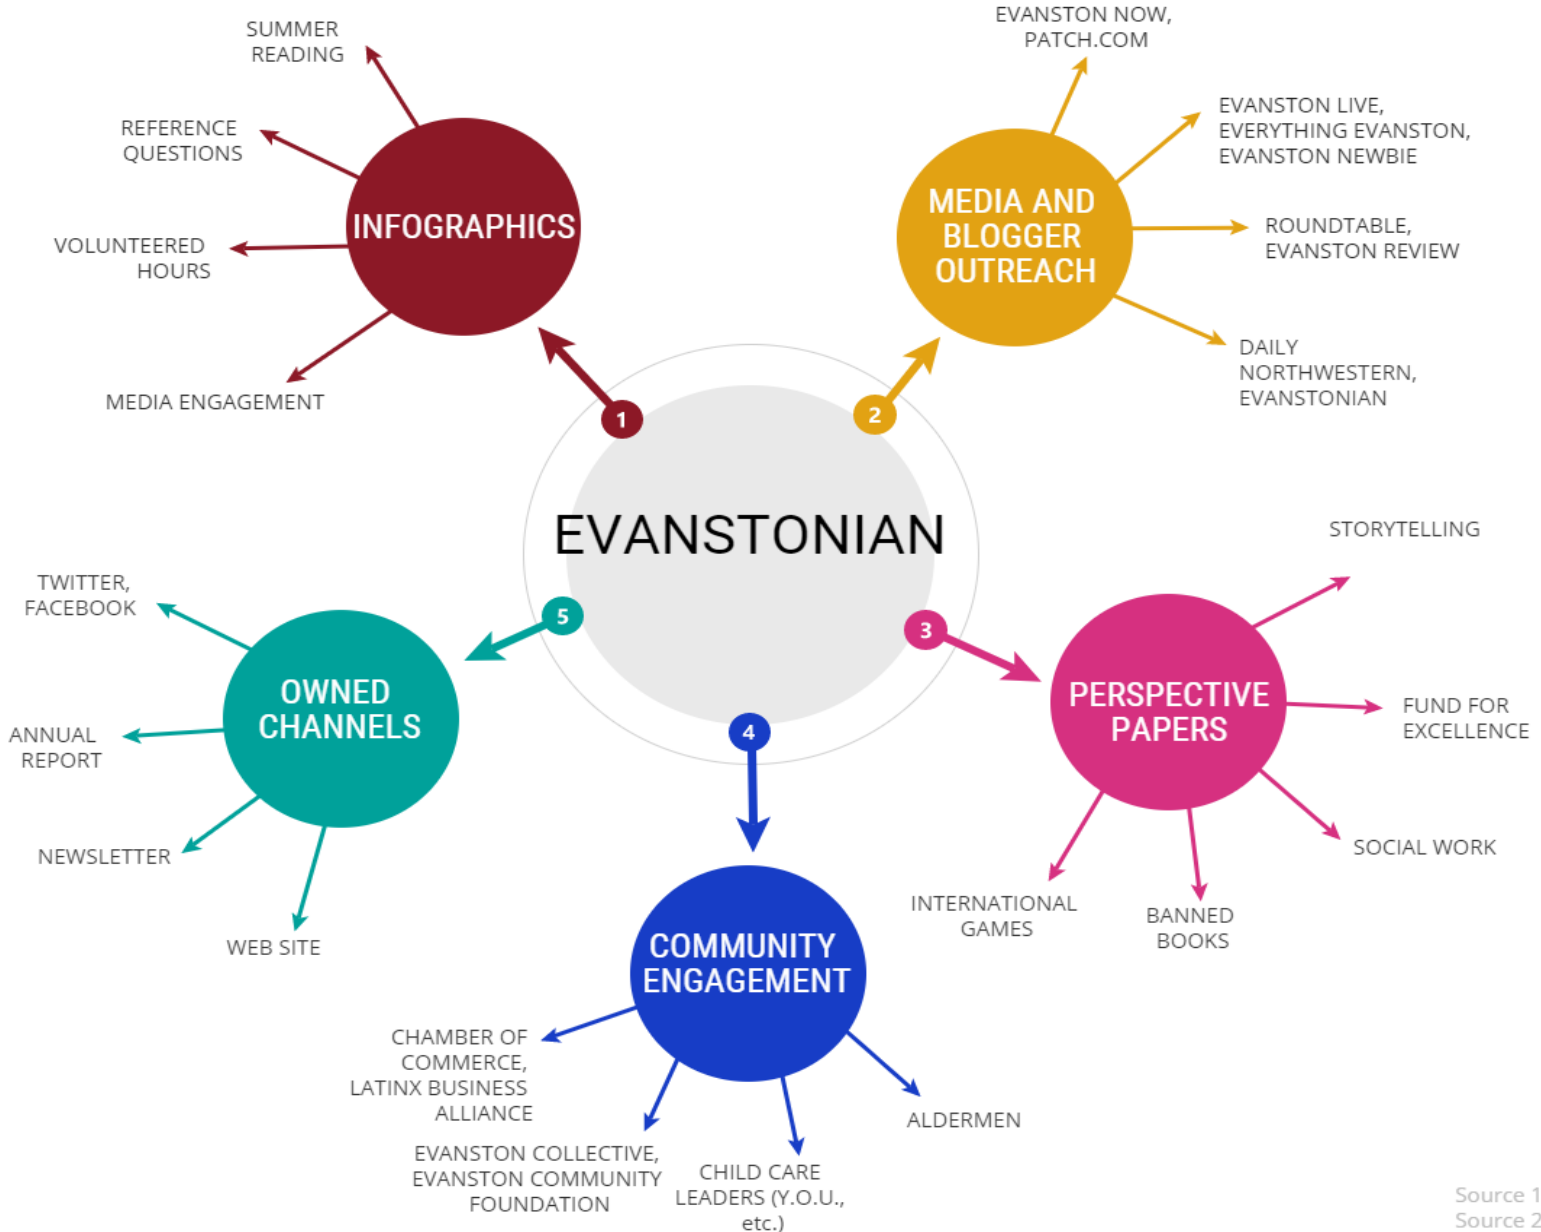 EVANSTONIAN
1
INFOGRAPHICS
SUMMER
READING
REFERENCE
QUESTIONS
VOLUNTEERED
HOURS
MEDIA ENGAGEMENT
2
MEDIA AND
BLOGGER
OUTREACH
EVANSTON NOW,
PATCH.COM
EVANSTON LIVE,
EVERYTHING EVANSTON,
EVANSTON NEWBIE
ROUNDTABLE,
EVANSTON REVIEW
DAILY
NORTHWESTERN,
EVANSTONIAN
3
PERSPECTIVE
PAPERS
STORYTELLING
FUND FOR
EXCELLENCE
SOCIAL WORK
BANNED
BOOKS
INTERNATIONAL
GAMES
4
COMMUNITY
ENGAGEMENT
ALDERMEN
CHILD CARE
LEADERS (Y.O.U.,
etc.)
EVANSTON COLLECTIVE,
EVANSTON COMMUNITY
FOUNDATION
CHAMBER OF
COMMERCE,
LATINX BUSINESS
ALLIANCE
5
OWNED
CHANNELS
TWITTER,
FACEBOOK
ANNUAL
REPORT
NEWSLETTER
WEB SITE
Source 1
Source 2